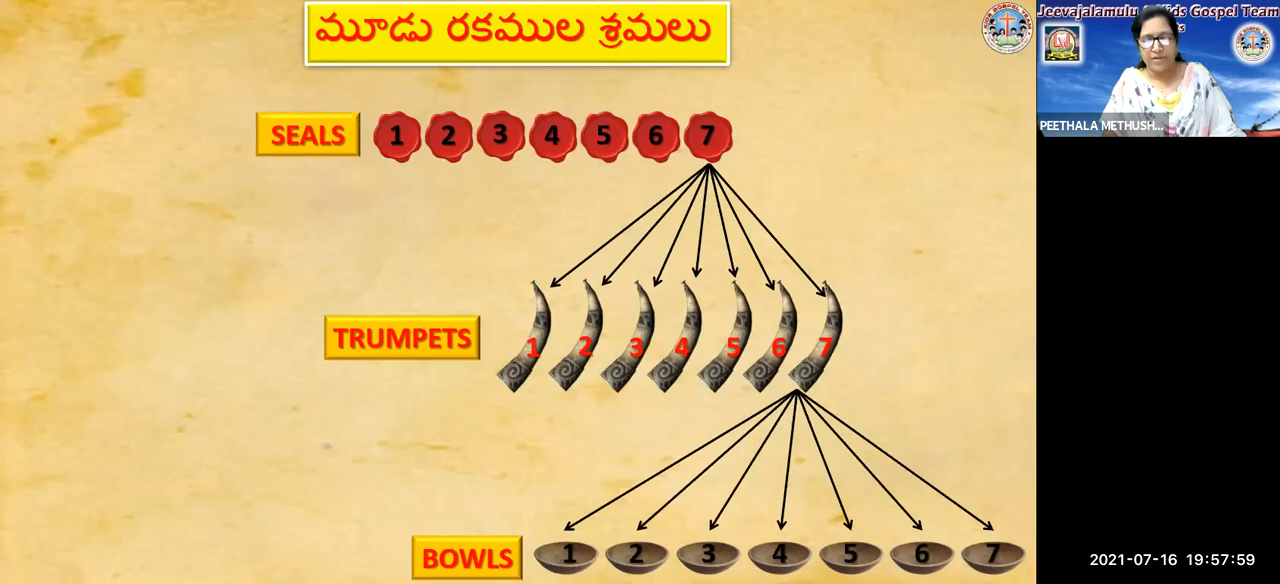 మూడు రకముల శ్రమలు
Jeevajalamulu Kids Gospel Team
PEETHALA METHUSH...
SEALS 1 2 3 4 5 6 7
TRUMPETS 1 2 3 4 5 6 7
BOWLS 1 2 3 4 5 6 7
2021-07-16 19:57:59